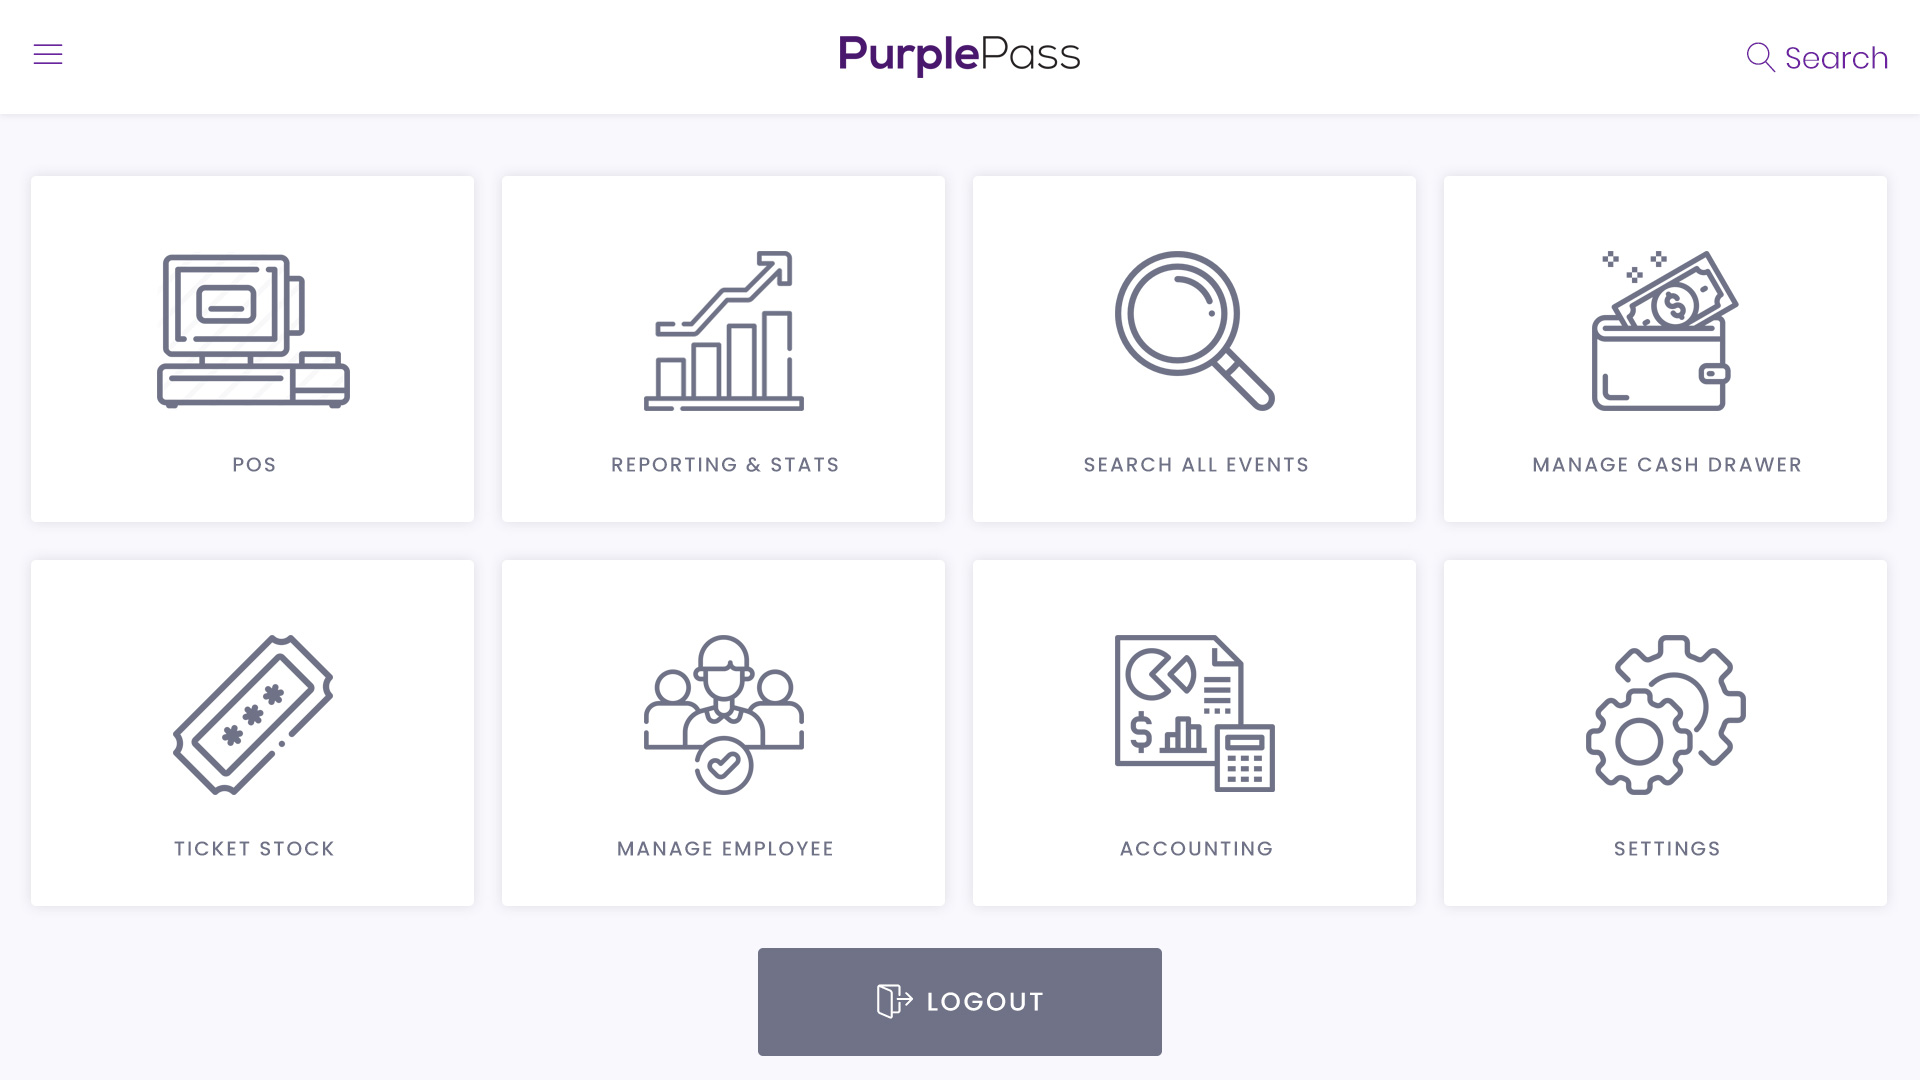 PurplePass
Search
POS
REPORTING & STATS
SEARCH ALL EVENTS
MANAGE CASH DRAWER
TICKET STOCK
MANAGE EMPLOYEE
ACCOUNTING
SETTINGS
LOGOUT